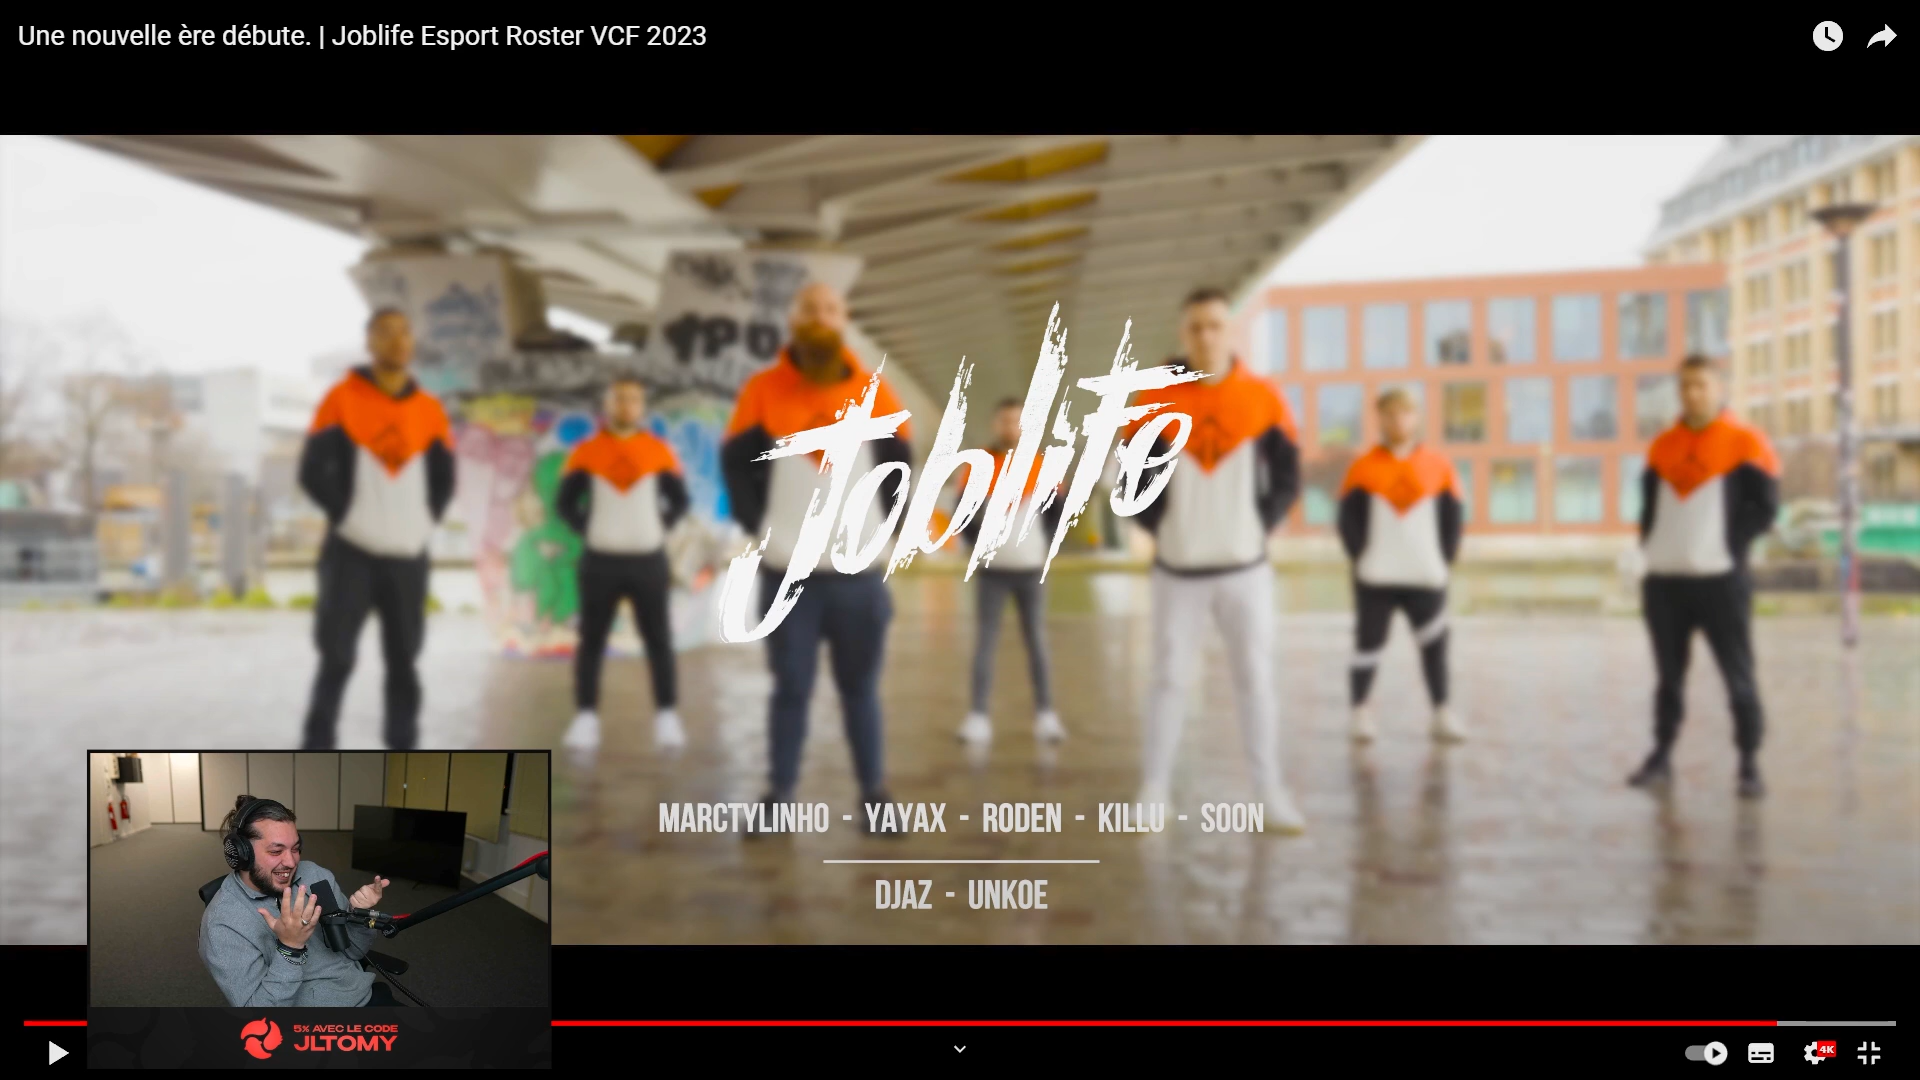 Une nouvelle ère débute. | Joblife Esport Roster VCF 2023
Joblife
MARCTYLINHO - YAYAX - RODEN - KILLU - SOON
DJAZ - UNKOE
5% AVEC LE CODE
JLTOMY
4K